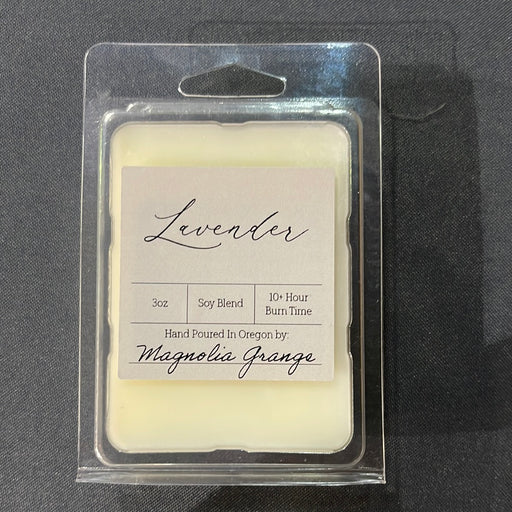 Lavender
3oz
Soy Blend
10+ Hour
Burn Time
Hand Poured In Oregon by:
Magnolia Grange